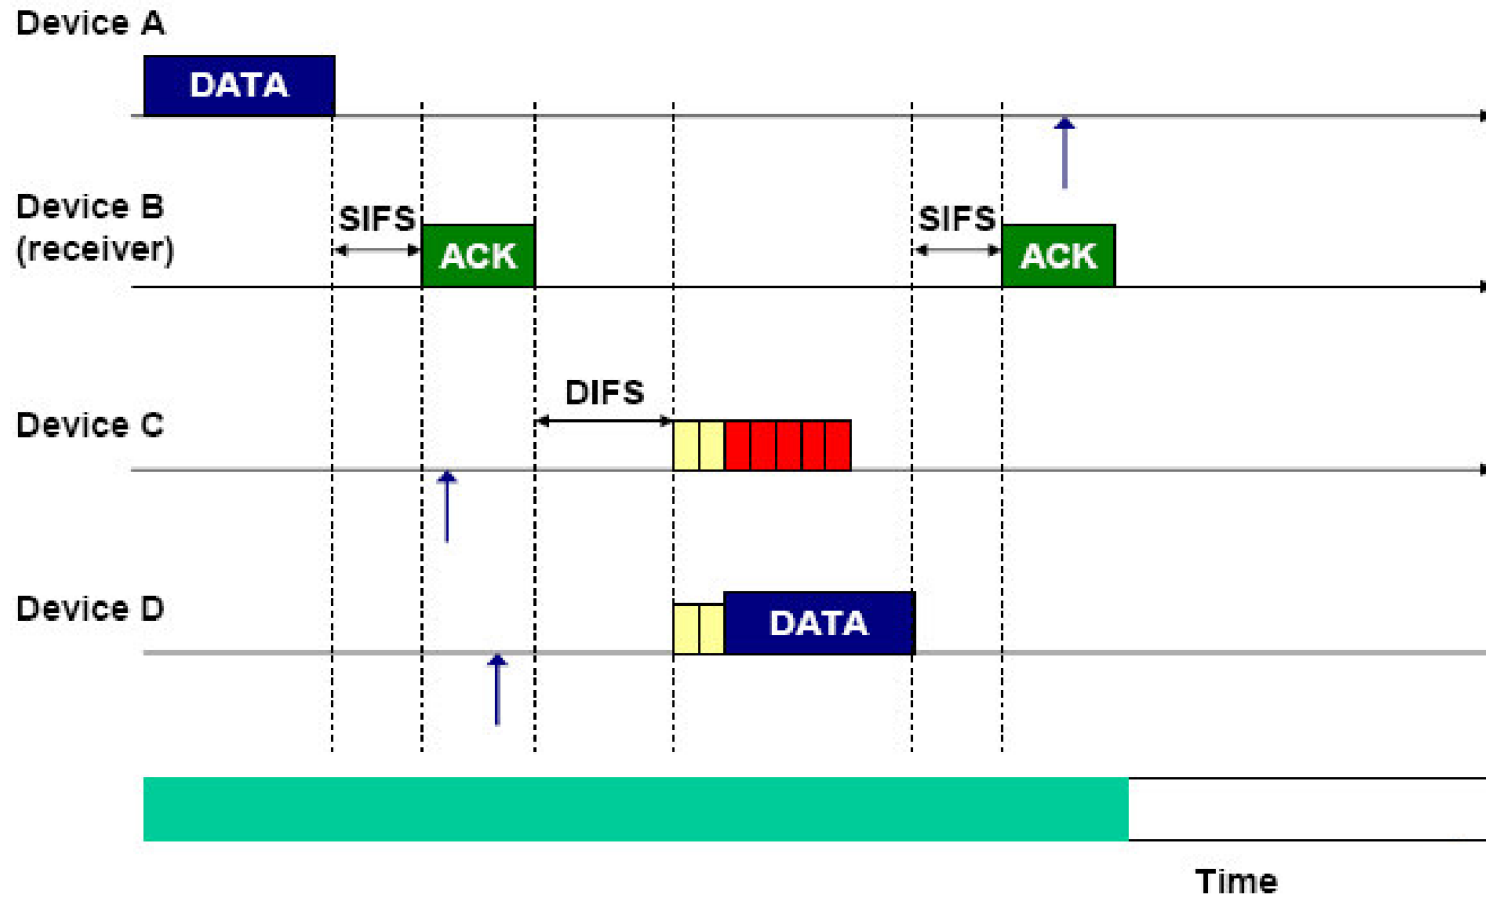 Device A
DATA
Device B
(receiver)
SIFS
ACK
SIFS
ACK
DIFS
Device C
Device D
DATA
Time